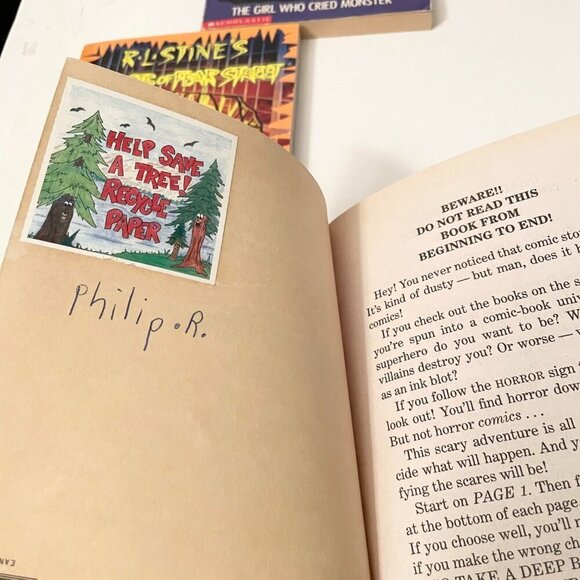 THE GIRL WHO CRIED MONSTER
SCHOLASTIC
R·L·STINE'S
OF FEAR STREET
HELP SAVE
A TREE!
RECYCLE
PAPER
philip.R.
BEWARE!!
DO NOT READ THIS
BOOK FROM
BEGINNING TO END!
Hey! You never noticed that comic sto
It's kind of dusty — but man, does it h
comics!
If you check out the books on the s
you're spun into a comic-book uni
superhero do you want to be? W
villains destroy you? Or worse —
as an ink blot?
If you follow the HORROR sign
look out! You'll find horror dow
But not horror comics . . .
This scary adventure is all
cide what will happen. And y
fying the scares will be!
Start on PAGE 1. Then f
at the bottom of each page
If you choose well, you'll
if you make the wrong ch
TAKE A DEEP B
EAN